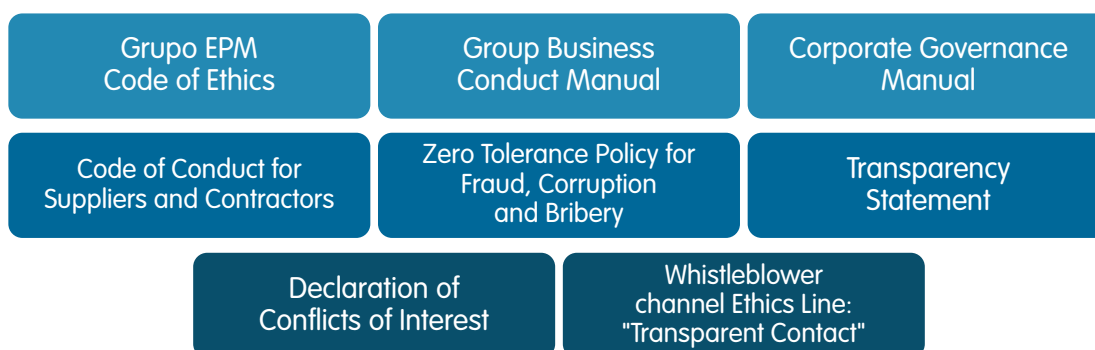 Grupo EPM
Code of Ethics
Group Business
Conduct Manual
Corporate Governance
Manual
Code of Conduct for
Suppliers and Contractors
Zero Tolerance Policy for
Fraud, Corruption
and Bribery
Transparency
Statement
Declaration of
Conflicts of Interest
Whistleblower
channel Ethics Line:
"Transparent Contact"